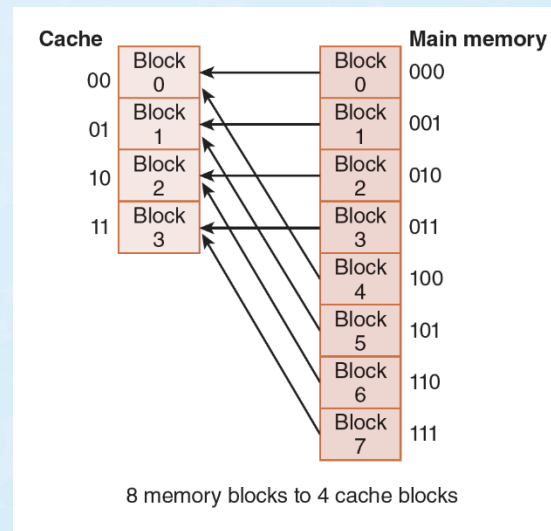 Cache
Main memory
00
Block
0
01
Block
1
10
Block
2
11
Block
3
Block
0
000
Block
1
001
Block
2
010
Block
3
011
Block
4
100
Block
5
101
Block
6
110
Block
7
111
8 memory blocks to 4 cache blocks